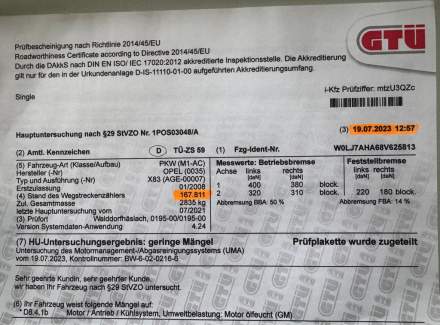 Prüfbescheinigung nach Richtlinie 2014/45/EU
Roadworthiness Certificate according to Directive 2014/45/EU
Durch die DAkkS nach DIN EN ISO/ IEC 17020:2012 akkreditierte Inspektionsstelle. Die Akkreditierung
gilt nur für den in der Urkundenanlage D-IS-11110-01-00 aufgeführten Akkreditierungsumfang.
GTÜ
Single
i-Kfz Prüfziffer: mtzU3QZc
Hauptuntersuchung nach §29 StVZO Nr. 1POS03048/A
(3) 19.07.2023 12:57
(2) Amtl. Kennzeichen D TÜ-ZS 59 (1) Fzg-Ident.-Nr. W0LJ7AHA68V625813
(5) Fahrzeug-Art (Klasse/Aufbau) PKW (M1-AC) Messwerte: Betriebsbremse Feststellbremse
Hersteller (-Nr) OPEL (0035) Achse links rechts links rechts
Typ und Ausführung (-Nr) X83 (AGE-00007) [daN] [daN] [daN] [daN]
Erstzulassung 01/2008 1 400 380 block.
(4) Stand des Wegstreckenzählers 167.811 2 320 310 block. 220 180 block.
Zul. Gesamtmasse 2835 kg Abbremsung BBA: 50 % Abbremsung FBA: 14 %
letzte Hauptuntersuchung vom 07/2021
(3) Prüfort Walddorfhäslach, 0195-00/0195-00
Version Systemdaten-Anwendung 4.24
(7) HU-Untersuchungsergebnis: geringe Mängel Prüfplakette wurde zugeteilt
Untersuchung des Motormanagement-/Abgasreinigungssystems (UMA)
vom 19.07.2023, Kontrollnummer: BW-6-02-0216-6
Sehr geehrte Kundin, sehr geehrter Kunde,
wir haben Ihr Fahrzeug nach §29 StVZO untersucht.
(6) Ihr Fahrzeug weist folgende Mängel auf:
* D8.4.1b Motor / Antrieb / Kühlsystem, Umweltbelastung: Motor ölfeucht (GM)